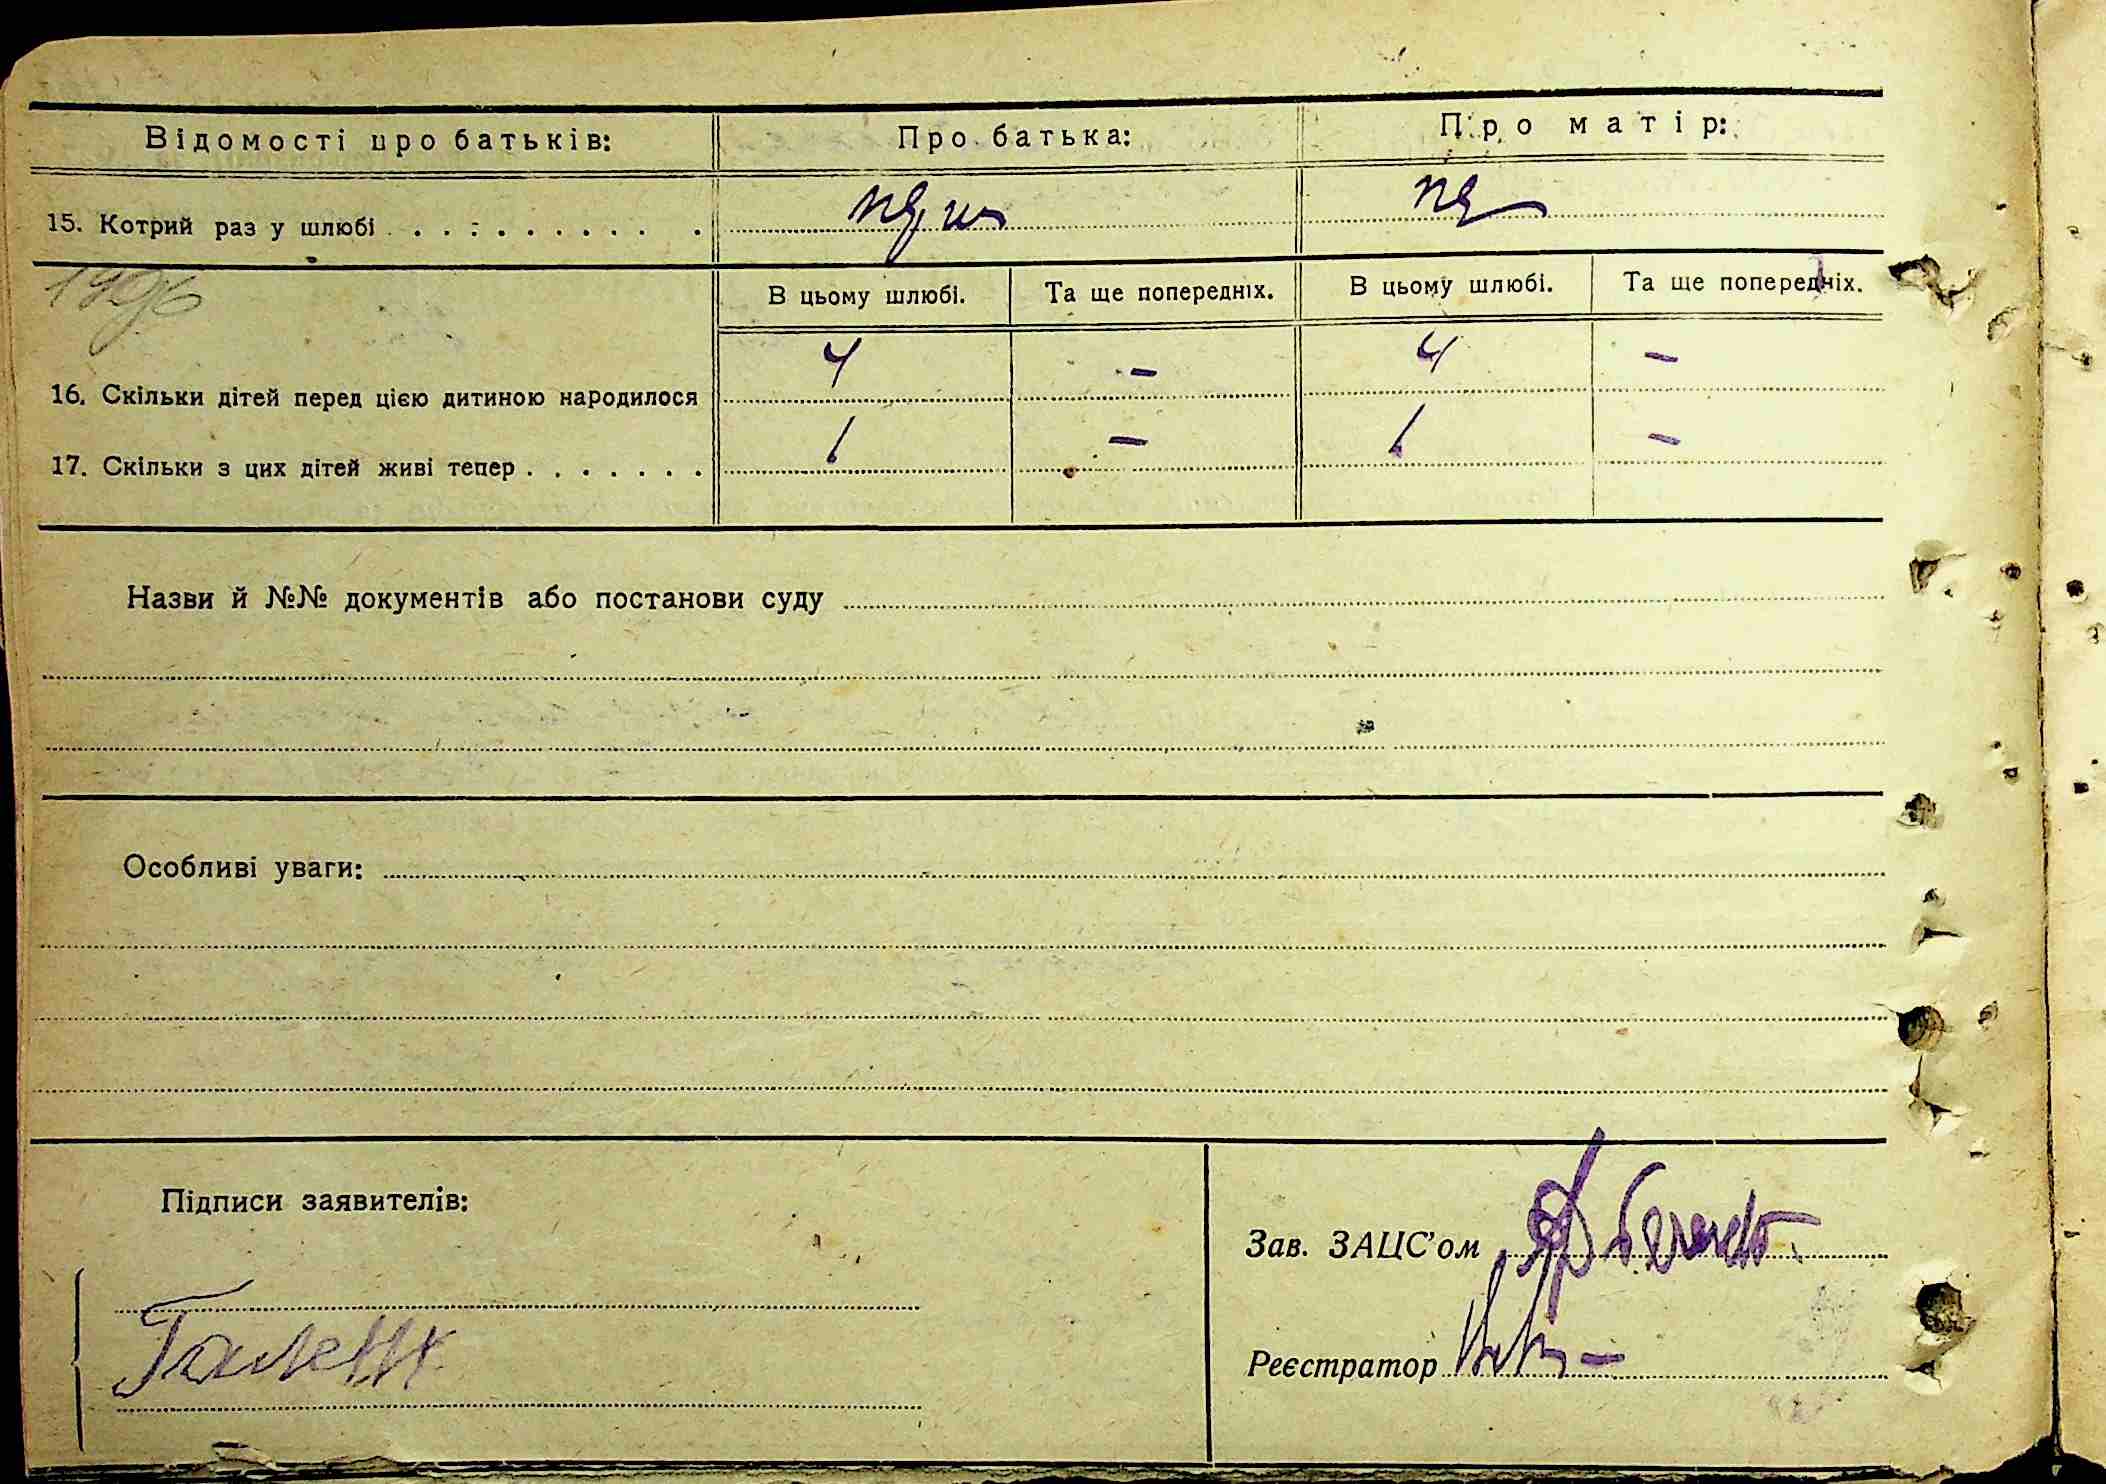 Відомості про батьків: Про батька: Про матір:
15. Котрий раз у шлюбі
В цьому шлюбі. Та ще попередніх. В цьому шлюбі. Та ще попередніх.
16. Скільки дітей перед цією дитиною народилося 4 — 4 —
17. Скільки з цих дітей живі тепер 1 — 1 —
Назви й №№ документів або постанови суду
Особливі уваги:
Підписи заявителів:
Зав. ЗАЦС'ом
Реєстратор